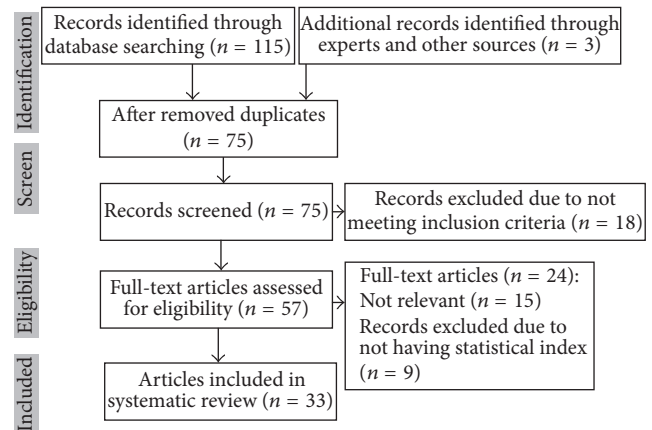 Identification
Records identified through
database searching (n = 115)
Additional records identified through
experts and other sources (n = 3)
After removed duplicates
(n = 75)
Screen
Records screened (n = 75)
Records excluded due to not
meeting inclusion criteria (n = 18)
Eligibility
Full-text articles assessed
for eligibility (n = 57)
Full-text articles (n = 24):
Not relevant (n = 15)
Records excluded due to
not having statistical index
(n = 9)
Included
Articles included in
systematic review (n = 33)